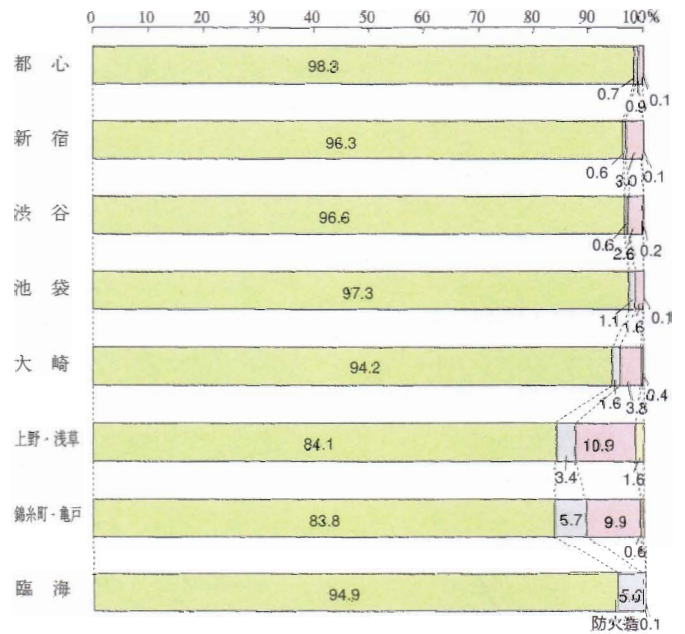 0 10 20 30 40 50 60 70 80 90 100%
都 心 98.3
0.7 0.9 0.1
新 宿 96.3
0.6 3.0 0.1
渋 谷 96.6
0.6 2.6 0.2
池 袋 97.3
1.1 1.6 0.1
大 崎 94.2
1.6 3.8 0.4
上野・浅草 84.1 10.9
3.4 1.6
錦糸町・亀戸 83.8 5.7 9.9
0.6
臨 海 94.9 5.0
防火造0.1